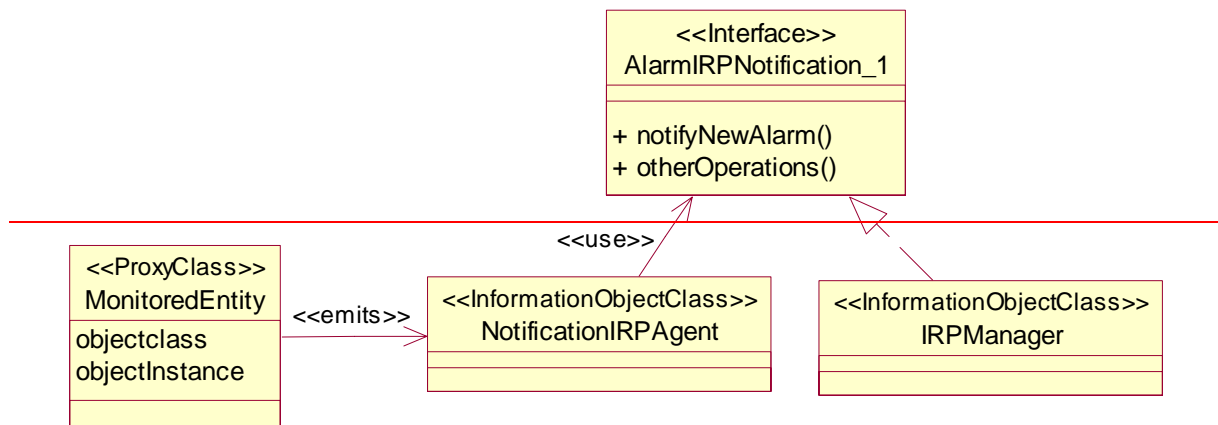 <<Interface>>
AlarmIRPNotification_1
+ notifyNewAlarm()
+ otherOperations()
<<use>>
<<ProxyClass>>
MonitoredEntity
objectclass
objectInstance
<<emits>>
<<InformationObjectClass>>
NotificationIRPAgent
<<InformationObjectClass>>
IRPManager